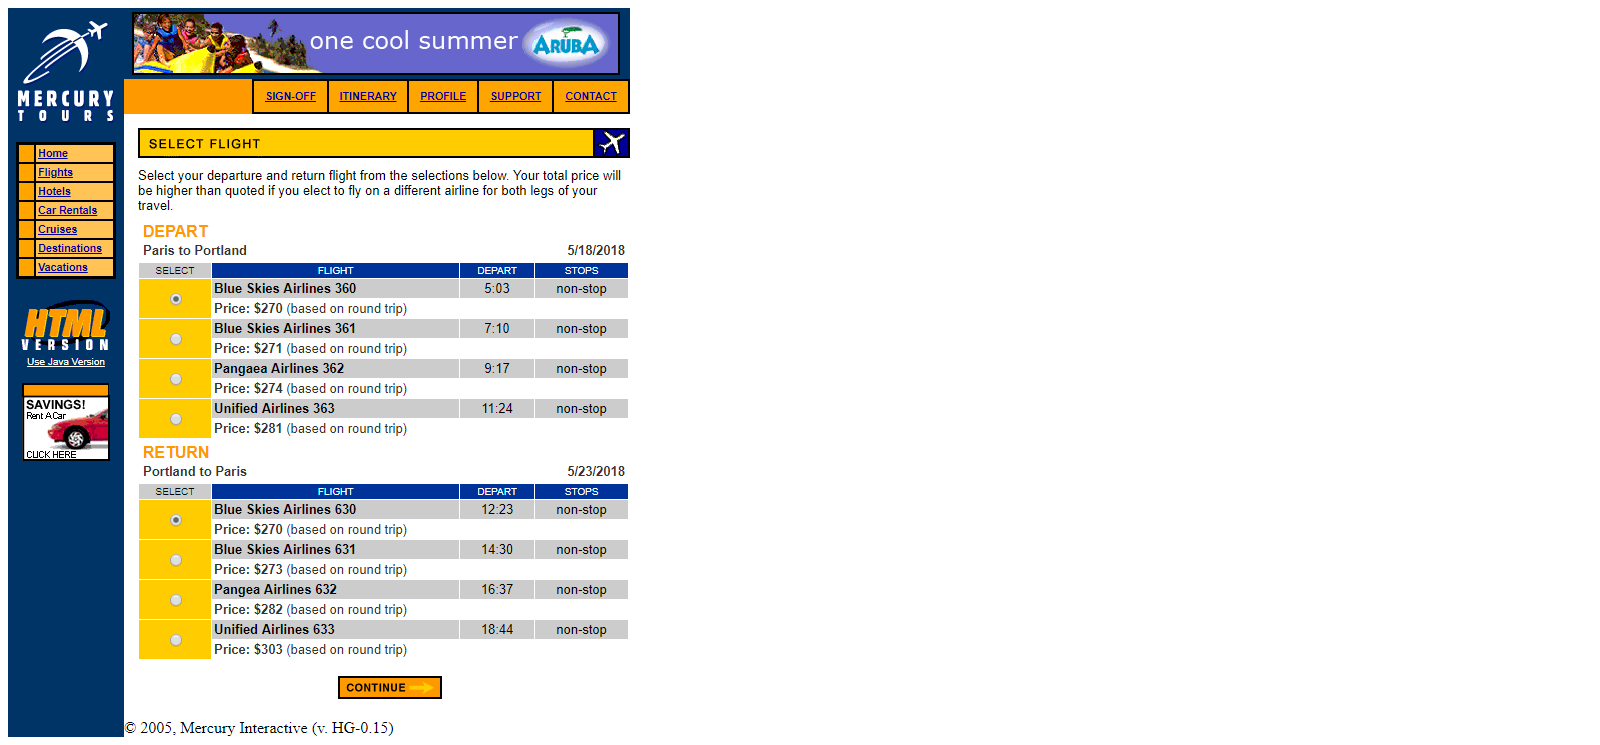 one cool summer ARUBA
MERCURY
TOURS
SIGN-OFF ITINERARY PROFILE SUPPORT CONTACT
SELECT FLIGHT
Home
Flights
Hotels
Car Rentals
Cruises
Destinations
Vacations
HTML
VERSION
Use Java Version
SAVINGS!
Rent A Car
CLICK HERE
Select your departure and return flight from the selections below. Your total price will
be higher than quoted if you elect to fly on a different airline for both legs of your
travel.
DEPART
Paris to Portland 5/18/2018
SELECT FLIGHT DEPART STOPS
Blue Skies Airlines 360 5:03 non-stop
Price: $270 (based on round trip)
Blue Skies Airlines 361 7:10 non-stop
Price: $271 (based on round trip)
Pangaea Airlines 362 9:17 non-stop
Price: $274 (based on round trip)
Unified Airlines 363 11:24 non-stop
Price: $281 (based on round trip)
RETURN
Portland to Paris 5/23/2018
SELECT FLIGHT DEPART STOPS
Blue Skies Airlines 630 12:23 non-stop
Price: $270 (based on round trip)
Blue Skies Airlines 631 14:30 non-stop
Price: $273 (based on round trip)
Pangea Airlines 632 16:37 non-stop
Price: $282 (based on round trip)
Unified Airlines 633 18:44 non-stop
Price: $303 (based on round trip)
CONTINUE
© 2005, Mercury Interactive (v. HG-0.15)